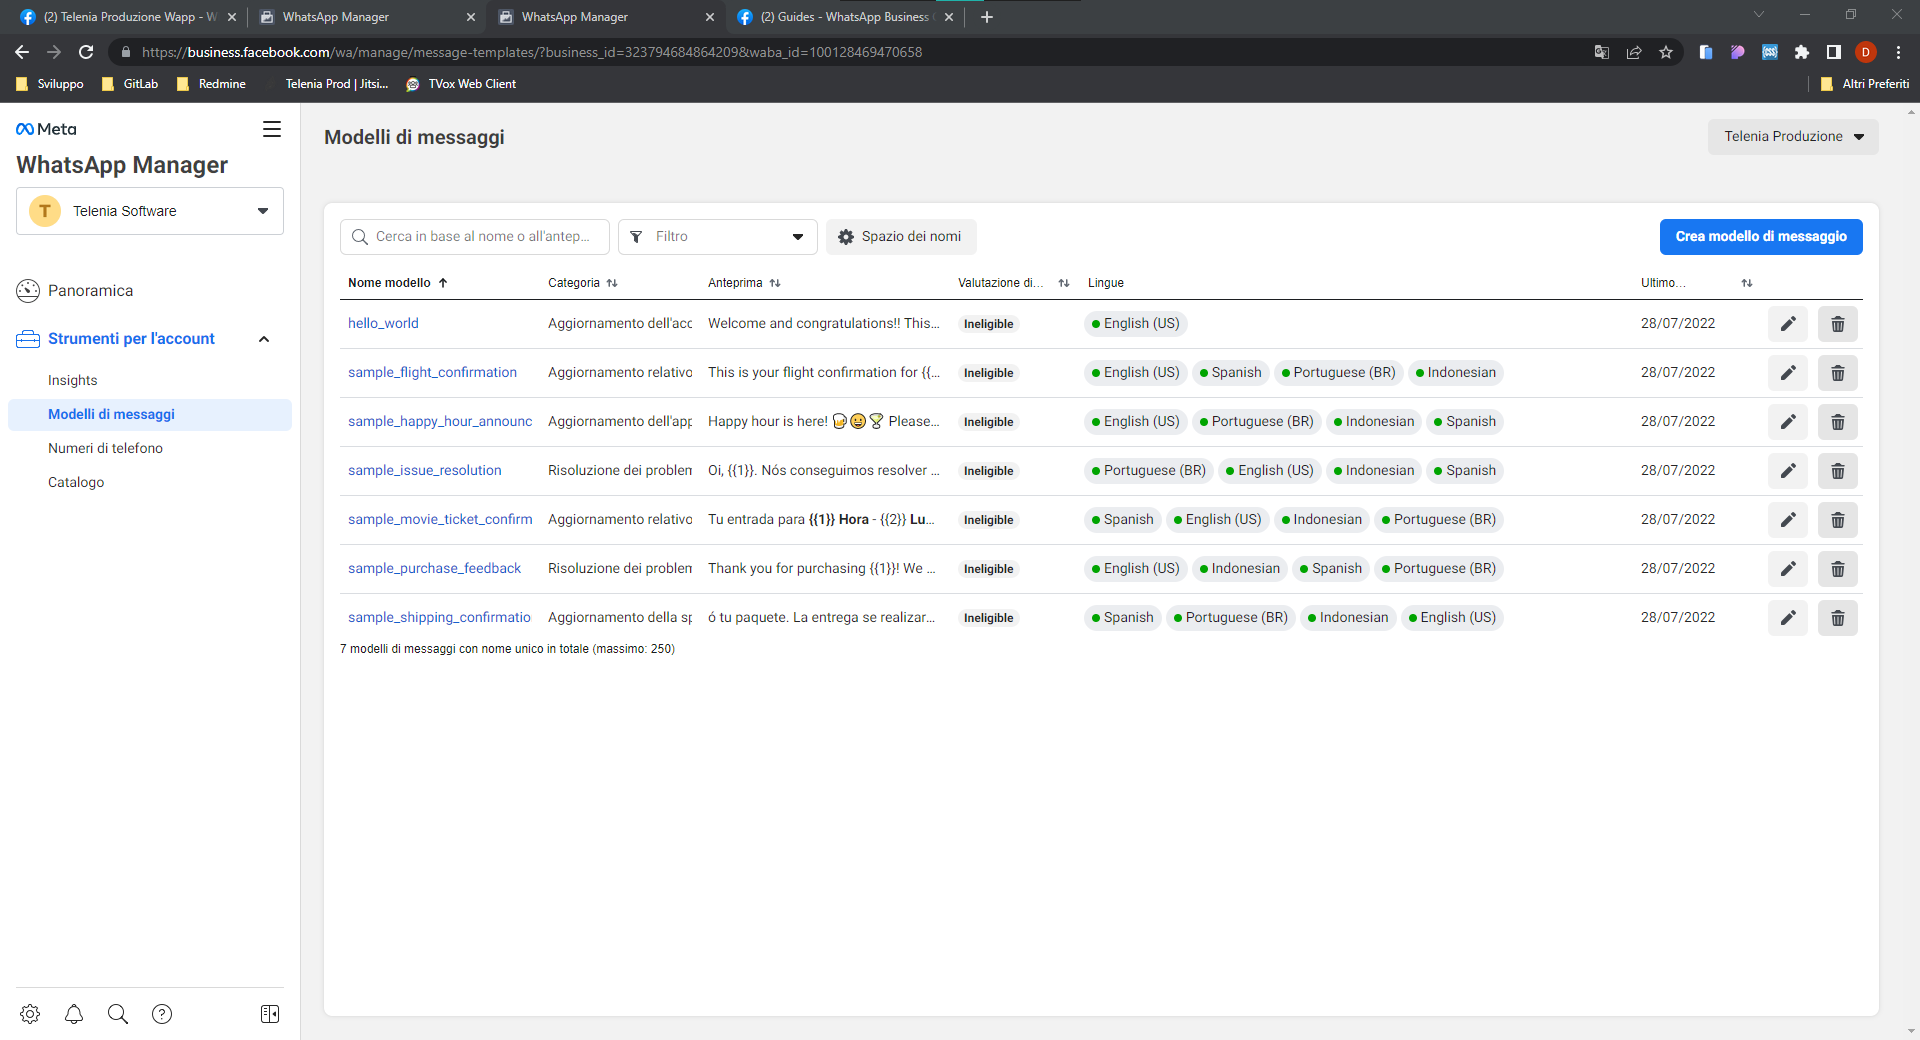 (2) Telenia Produzione Wapp - W
WhatsApp Manager
WhatsApp Manager
(2) Guides - WhatsApp Business
https://business.facebook.com/wa/manage/message-templates/?business_id=323794684864209&waba_id=100128469470658
D
Sviluppo
GitLab
Redmine
Telenia Prod | Jitsi...
TVox Web Client
Altri Preferiti
Meta
WhatsApp Manager
T Telenia Software
Panoramica
Strumenti per l'account
Insights
Modelli di messaggi
Numeri di telefono
Catalogo
Modelli di messaggi
Telenia Produzione
Cerca in base al nome o all'antep...
Filtro
Spazio dei nomi
Crea modello di messaggio
Nome modello Categoria Anteprima Valutazione di... Lingue Ultimo...
hello_world Aggiornamento dell'acc Welcome and congratulations!! This... Ineligible English (US) 28/07/2022
sample_flight_confirmation Aggiornamento relativo This is your flight confirmation for {{... Ineligible English (US) Spanish Portuguese (BR) Indonesian 28/07/2022
sample_happy_hour_announc Aggiornamento dell'app Happy hour is here! 🍺😀🏆 Please... Ineligible English (US) Portuguese (BR) Indonesian Spanish 28/07/2022
sample_issue_resolution Risoluzione dei problem Oi, {{1}}. Nós conseguimos resolver ... Ineligible Portuguese (BR) English (US) Indonesian Spanish 28/07/2022
sample_movie_ticket_confirm Aggiornamento relativo Tu entrada para {{1}} Hora - {{2}} Lu... Ineligible Spanish English (US) Indonesian Portuguese (BR) 28/07/2022
sample_purchase_feedback Risoluzione dei problem Thank you for purchasing {{1}}! We ... Ineligible English (US) Indonesian Spanish Portuguese (BR) 28/07/2022
sample_shipping_confirmatio Aggiornamento della sp ó tu paquete. La entrega se realizar... Ineligible Spanish Portuguese (BR) Indonesian English (US) 28/07/2022
7 modelli di messaggi con nome unico in totale (massimo: 250)